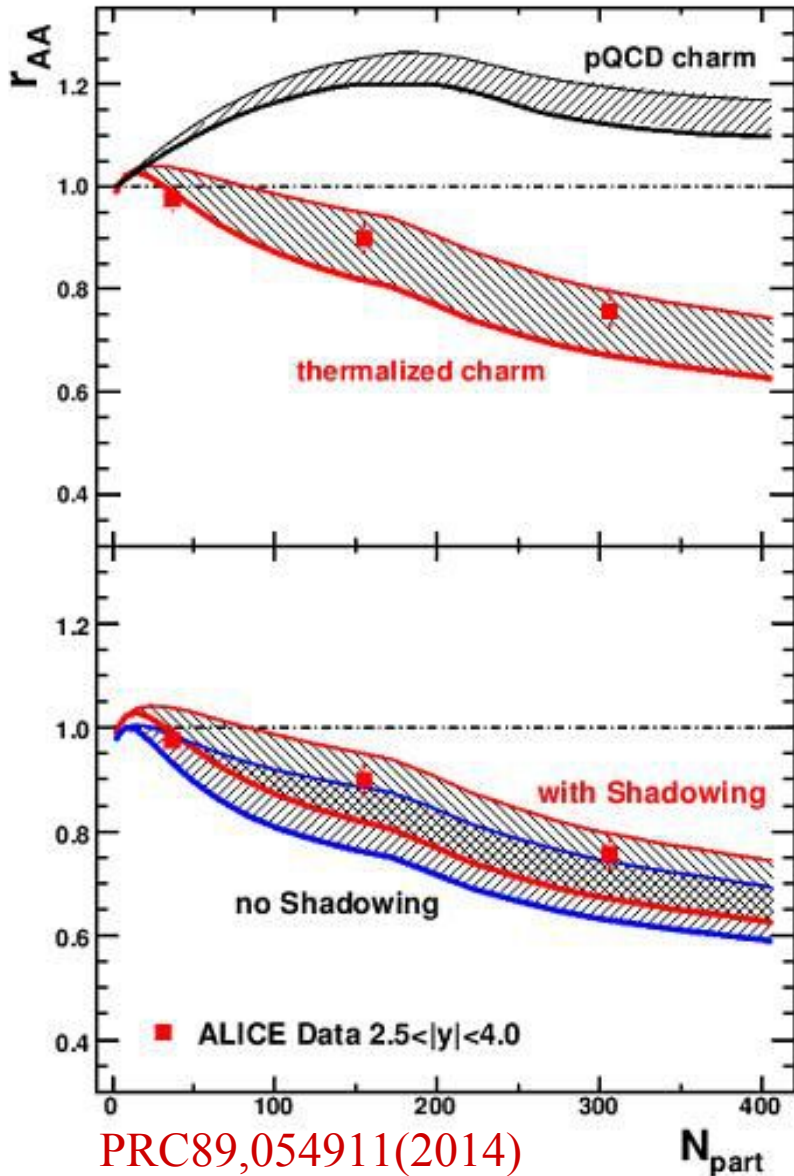 r_AA
pQCD charm
1.2
1.0
0.8
thermalized charm
0.6
0.4
1.2
1.0
with Shadowing
0.8
no Shadowing
0.6
ALICE Data 2.5<|y|<4.0
0.4
0 100 200 300 400
PRC89,054911(2014)
N_part